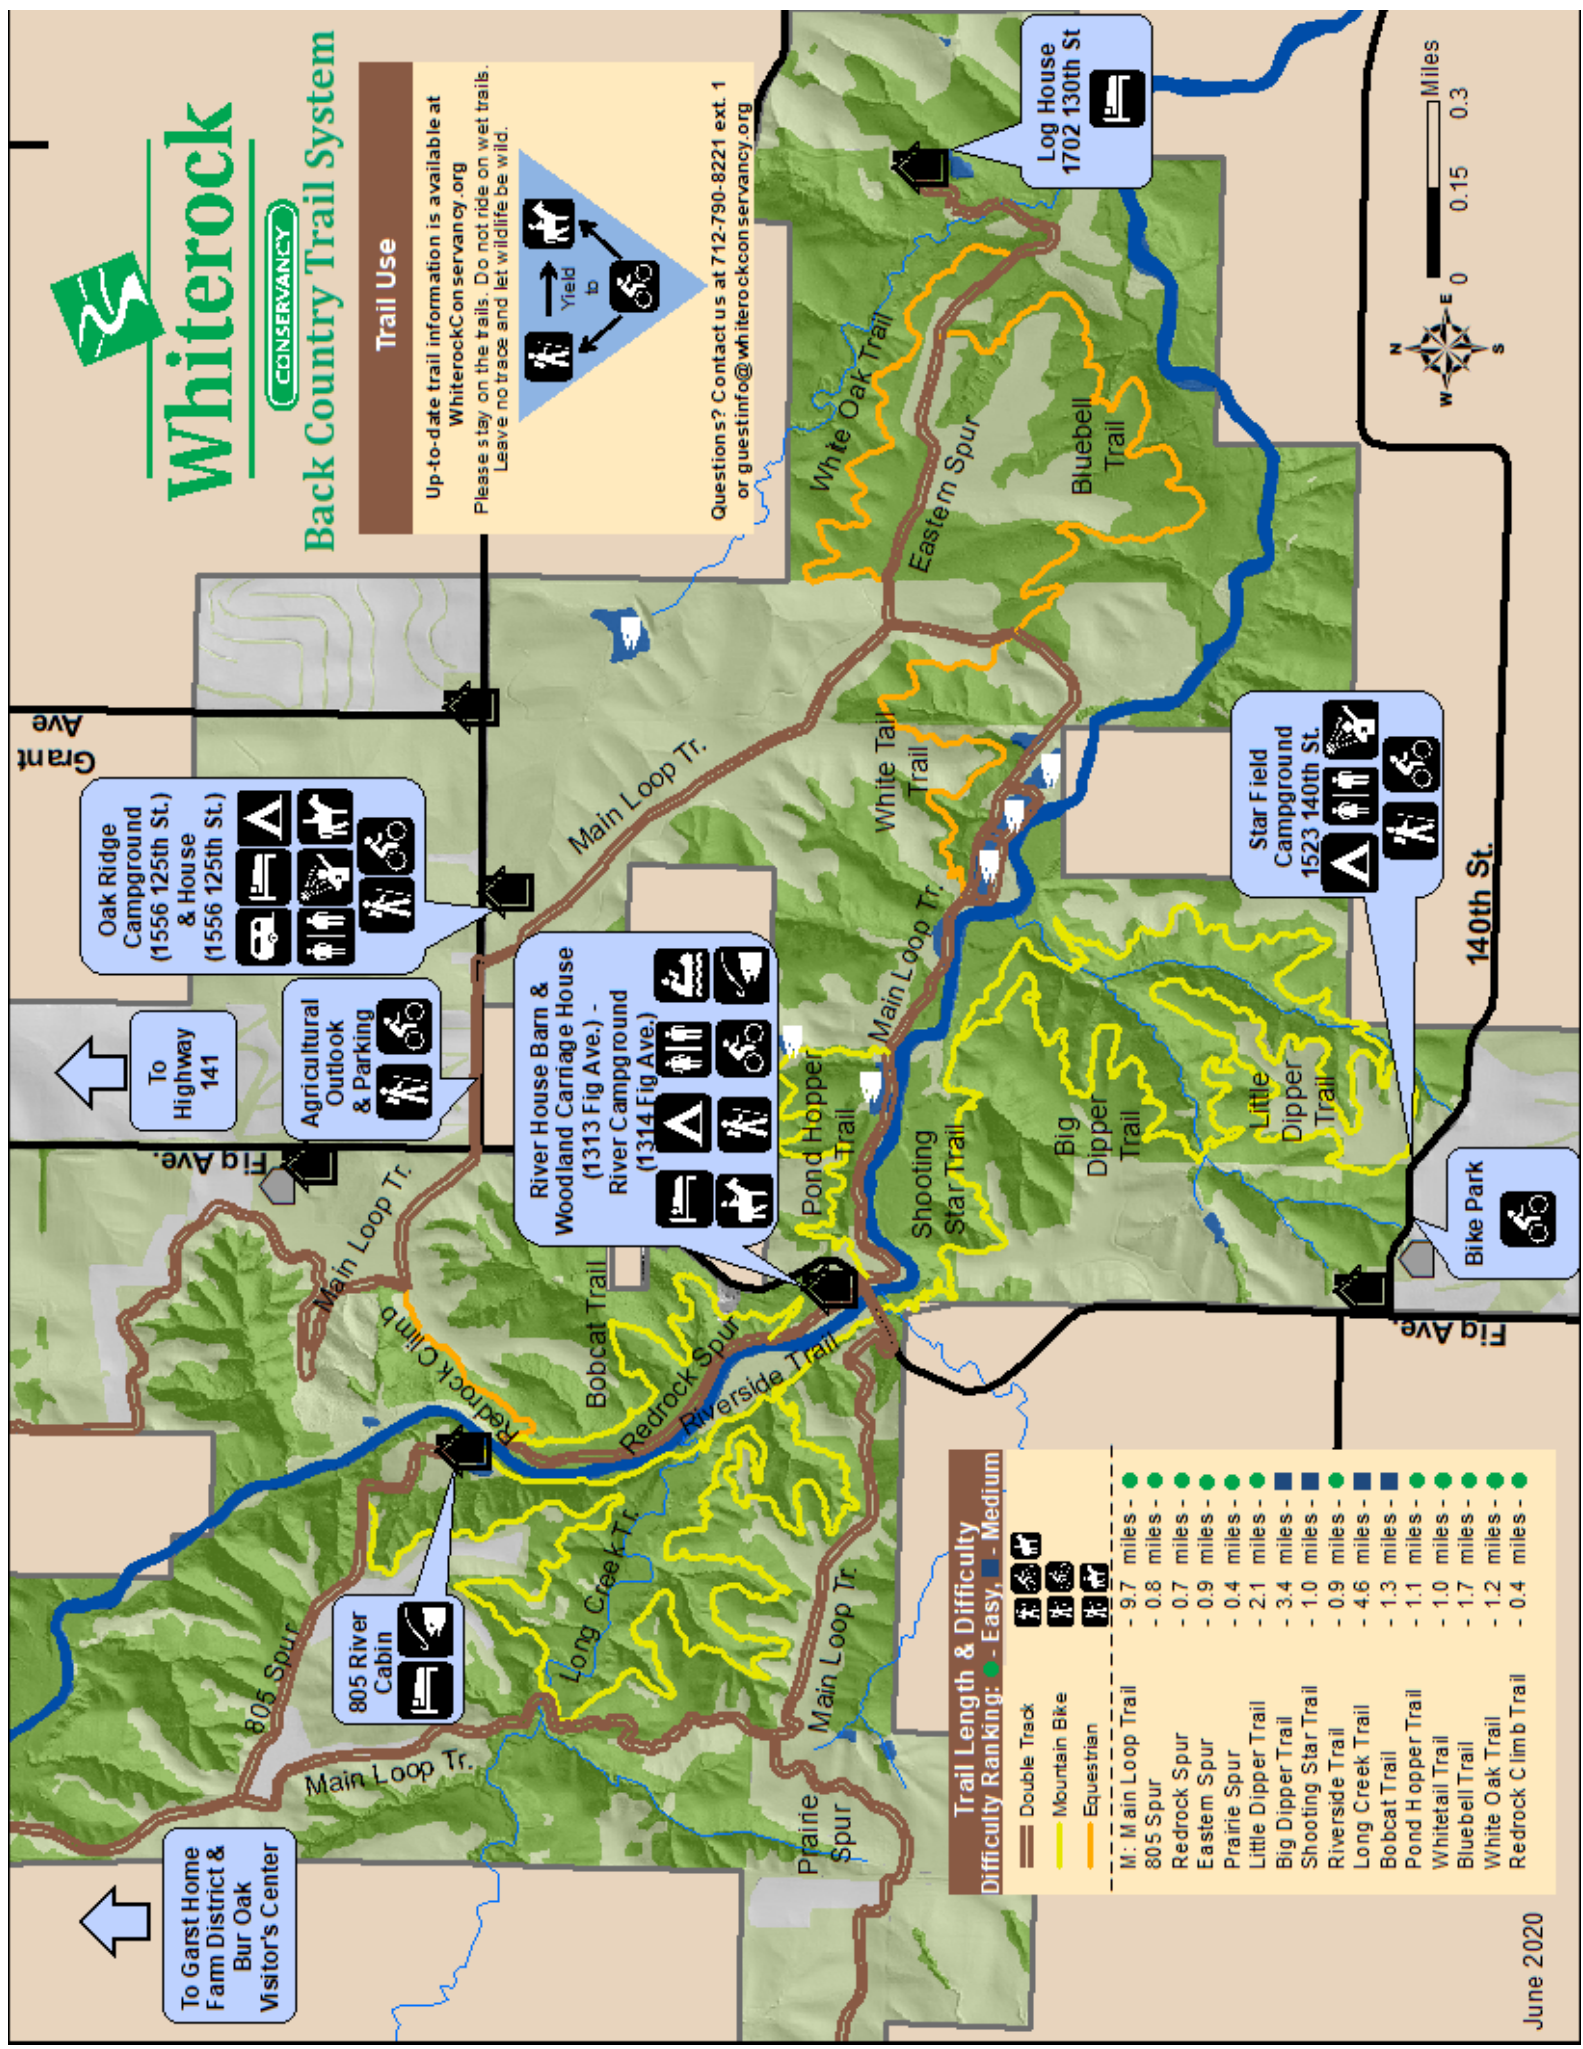 Whiterock
CONSERVANCY
Back Country Trail System
Trail Use
Up-to-date trail information is available at
WhiterockConservancy.org
Please stay on the trails. Do not ride on wet trails.
Leave no trace and let wildlife be wild.
Yield
to
Questions? Contact us at 712-790-8221 ext. 1
or guestinfo@whiterockconservancy.org
To Garst Home
Farm District &
Bur Oak
Visitor's Center
To
Highway
141
Agricultural
Outlook
& Parking
Oak Ridge
Campground
(1556 125th St.)
& House
(1556 125th St.)
Grant
Ave
Fig Ave.
River House Barn &
Woodland Carriage House
(1313 Fig Ave.) -
River Campground
(1314 Fig Ave.)
805 River
Cabin
Log House
1702 130th St
Star Field
Campground
1523 140th St.
Bike Park
140th St.
Fig Ave.
805 Spur
Main Loop Tr.
Main Loop Tr.
Main Loop Tr.
Main Loop Tr.
Main Loop Tr.
Redrock Climb
Bobcat Trail
Redrock Spur
Riverside Trail
Long Creek Tr.
Prairie
Spur
Pond Hopper
Trail
Shooting
Star Trail
Big
Dipper
Trail
Little
Dipper
Trail
White Tail
Trail
White Oak Trail
Eastern Spur
Bluebell
Trail
N
W
E
S
0
0.15
0.3
Miles
Trail Length & Difficulty
Difficulty Ranking: - Easy, - Medium
Double Track
Mountain Bike
Equestrian
M: Main Loop Trail - 9.7 miles -
805 Spur - 0.8 miles -
Redrock Spur - 0.7 miles -
Eastern Spur - 0.9 miles -
Prairie Spur - 0.4 miles -
Little Dipper Trail - 2.1 miles -
Big Dipper Trail - 3.4 miles -
Shooting Star Trail - 1.0 miles -
Riverside Trail - 0.9 miles -
Long Creek Trail - 4.6 miles -
Bobcat Trail - 1.3 miles -
Pond Hopper Trail - 1.1 miles -
Whitetail Trail - 1.0 miles -
Bluebell Trail - 1.7 miles -
White Oak Trail - 1.2 miles -
Redrock Climb Trail - 0.4 miles -
June 2020